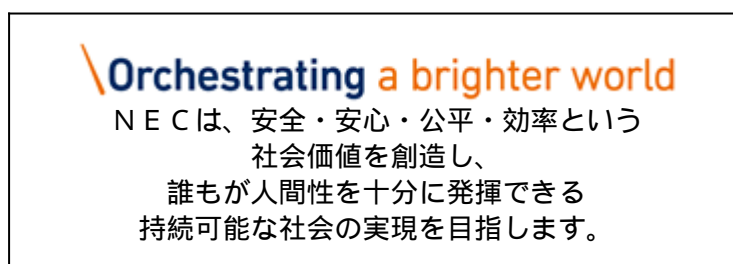 \Orchestrating a brighter world
ＮＥＣは、安全・安心・公平・効率という
社会価値を創造し、
誰もが人間性を十分に発揮できる
持続可能な社会の実現を目指します。